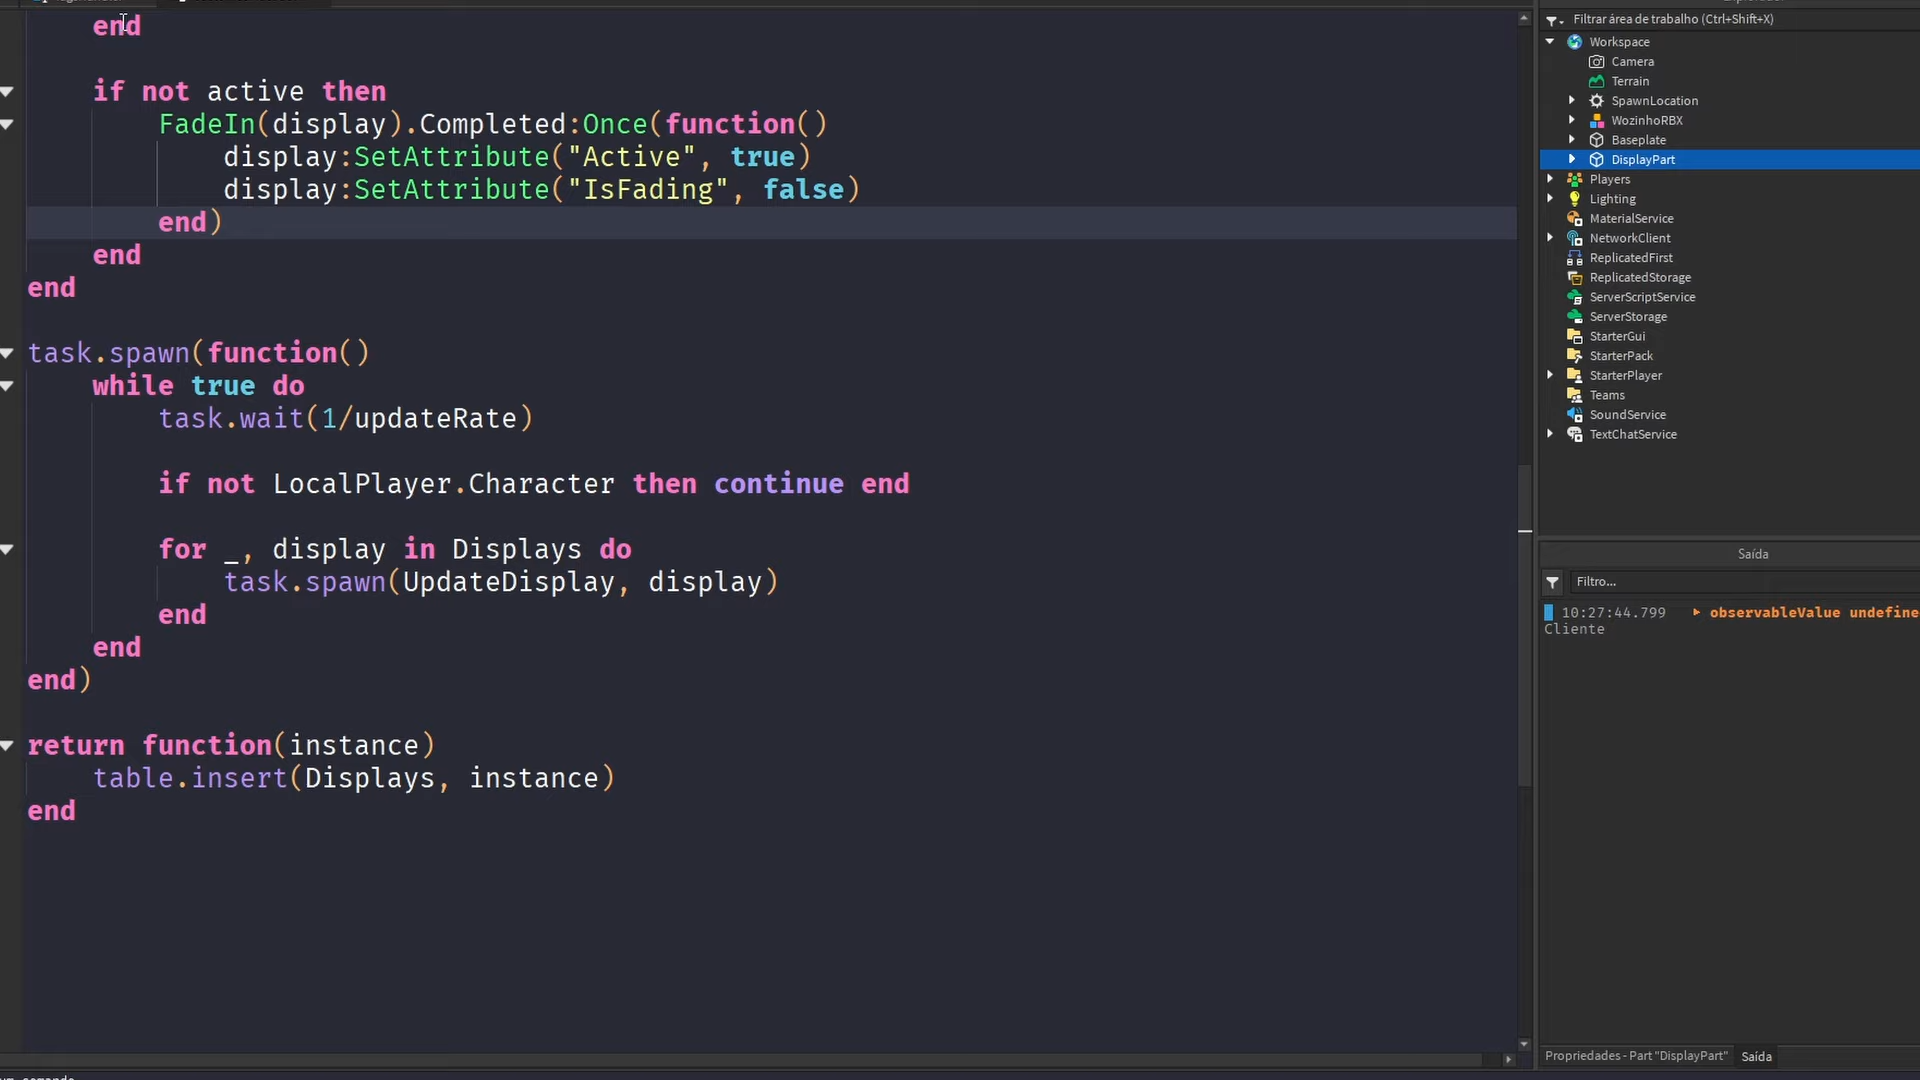 end
if not active then
FadeIn(display).Completed:Once(function()
display:SetAttribute("Active", true)
display:SetAttribute("IsFading", false)
end)
end
end
task.spawn(function()
while true do
task.wait(1/updateRate)
if not LocalPlayer.Character then continue end
for _, display in Displays do
task.spawn(UpdateDisplay, display)
end
end
end)
return function(instance)
table.insert(Displays, instance)
end
Filtrar área de trabalho (Ctrl+Shift+X)
Workspace
Camera
Terrain
SpawnLocation
WozinhoRBX
Baseplate
DisplayPart
Players
Lighting
MaterialService
NetworkClient
ReplicatedFirst
ReplicatedStorage
ServerScriptService
ServerStorage
StarterGui
StarterPack
StarterPlayer
Teams
SoundService
TextChatService
Saída
Filtro...
10:27:44.799 observableValue undefine
Cliente
Propriedades - Part "DisplayPart" Saída